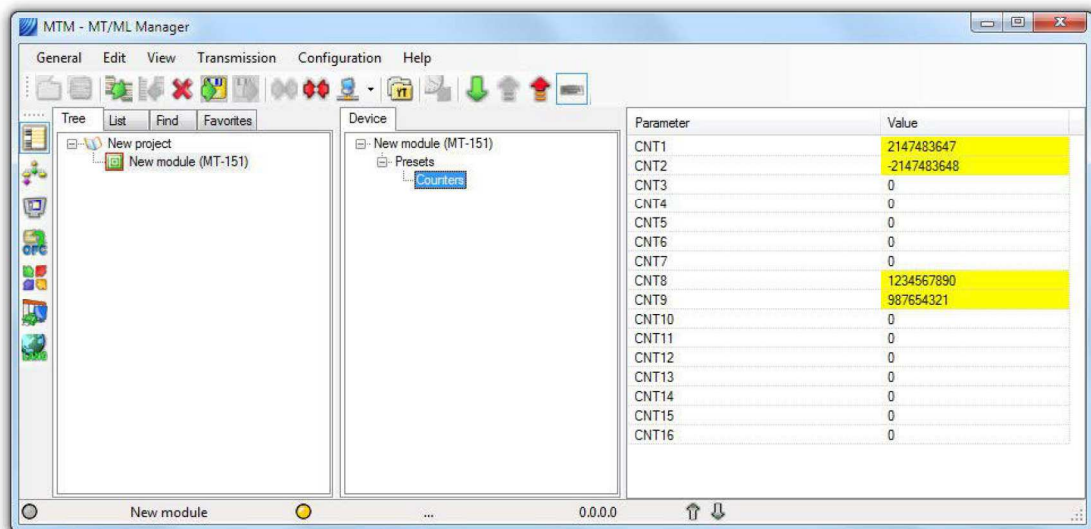 MTM - MT/ML Manager
General Edit View Transmission Configuration Help
YT
Tree List Find Favorites
New project
New module (MT-151)
CFC
Device
New module (MT-151)
Presets
Counters
Parameter Value
CNT1 2147483647
CNT2 -2147483648
CNT3 0
CNT4 0
CNT5 0
CNT6 0
CNT7 0
CNT8 1234567890
CNT9 987654321
CNT10 0
CNT11 0
CNT12 0
CNT13 0
CNT14 0
CNT15 0
CNT16 0
New module ... 0.0.0.0